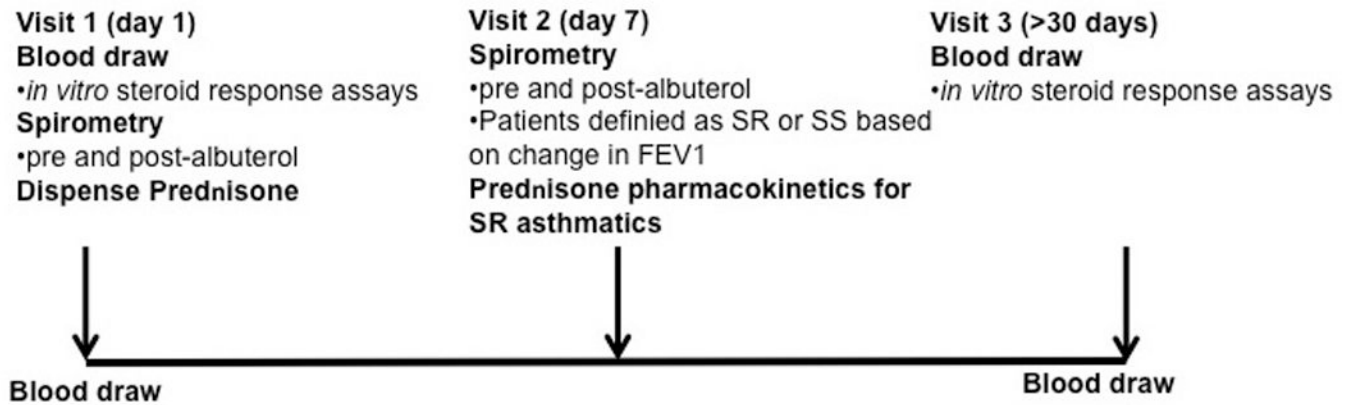 Visit 1 (day 1)
Blood draw
•in vitro steroid response assays
Spirometry
•pre and post-albuterol
Dispense Prednisone
Visit 2 (day 7)
Spirometry
•pre and post-albuterol
•Patients definied as SR or SS based
on change in FEV1
Prednisone pharmacokinetics for
SR asthmatics
Visit 3 (>30 days)
Blood draw
•in vitro steroid response assays
Blood draw
Blood draw